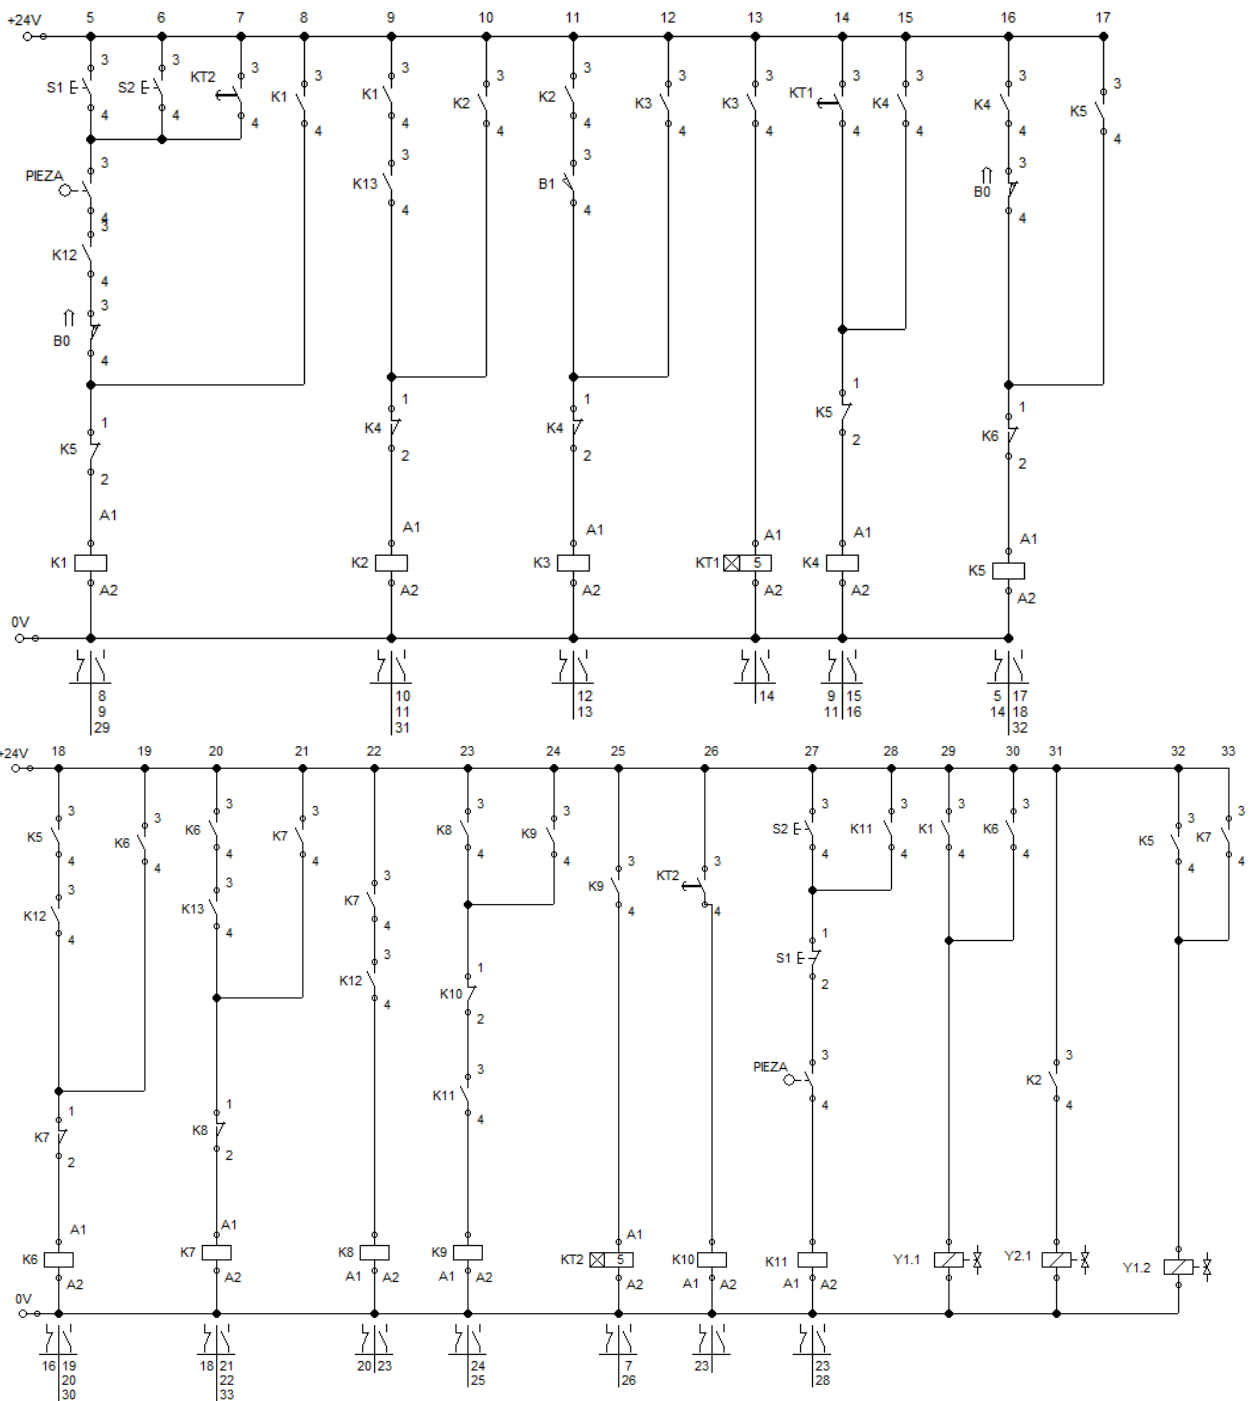 +24V 5 6 7 8 9 10 11 12 13 14 15 16 17
3 3 3 3 3 3 3 3 3 3 3 3 3
S1 S2 KT2 K1 K1 K2 K2 K3 K3 KT1 K4 K4 K5
4 4 4 4 4 4 4 4 4 4 4 4 4
3 3 3 3
PIEZA K13 B1 B0
4 4 4 4
3
K12
4
3
B0
4
1 1 1 1 1
K5 K4 K4 K5 K6
2 2 2 2 2
A1 A1 A1 A1 A1 A1
K1 K2 K3 KT1 5 K4 K5
A2 A2 A2 A2 A2 A2
0V
8 10 12 14 9 15 5 17
9 11 13 11 16 14 18
29 31 32
+24V 18 19 20 21 22 23 24 25 26 27 28 29 30 31 32 33
3 3 3 3 3 3 3 3 3 3 3 3
K5 K6 K6 K7 K8 K9 S2 K11 K1 K6 K5 K7
4 4 4 4 4 4 4 4 4 4 4 4
3 3 3 3 3
K12 K13 K7 K9 KT2
4 4 4 4 4
3 1 1
K12 K10 S1
4 2 2
3 3 3
K11 PIEZA K2
4 4 4
1 1
K7 K8
2 2
A1 A1 A1
K6 K7 K8 K9 KT2 5 K10 K11 Y1.1 Y2.1 Y1.2
A2 A2 A1 A2 A1 A2 A2 A1 A2 A1 A2
0V
16 19 18 21 20 23 24 7 23 23
20 22 25 26 28
30 33